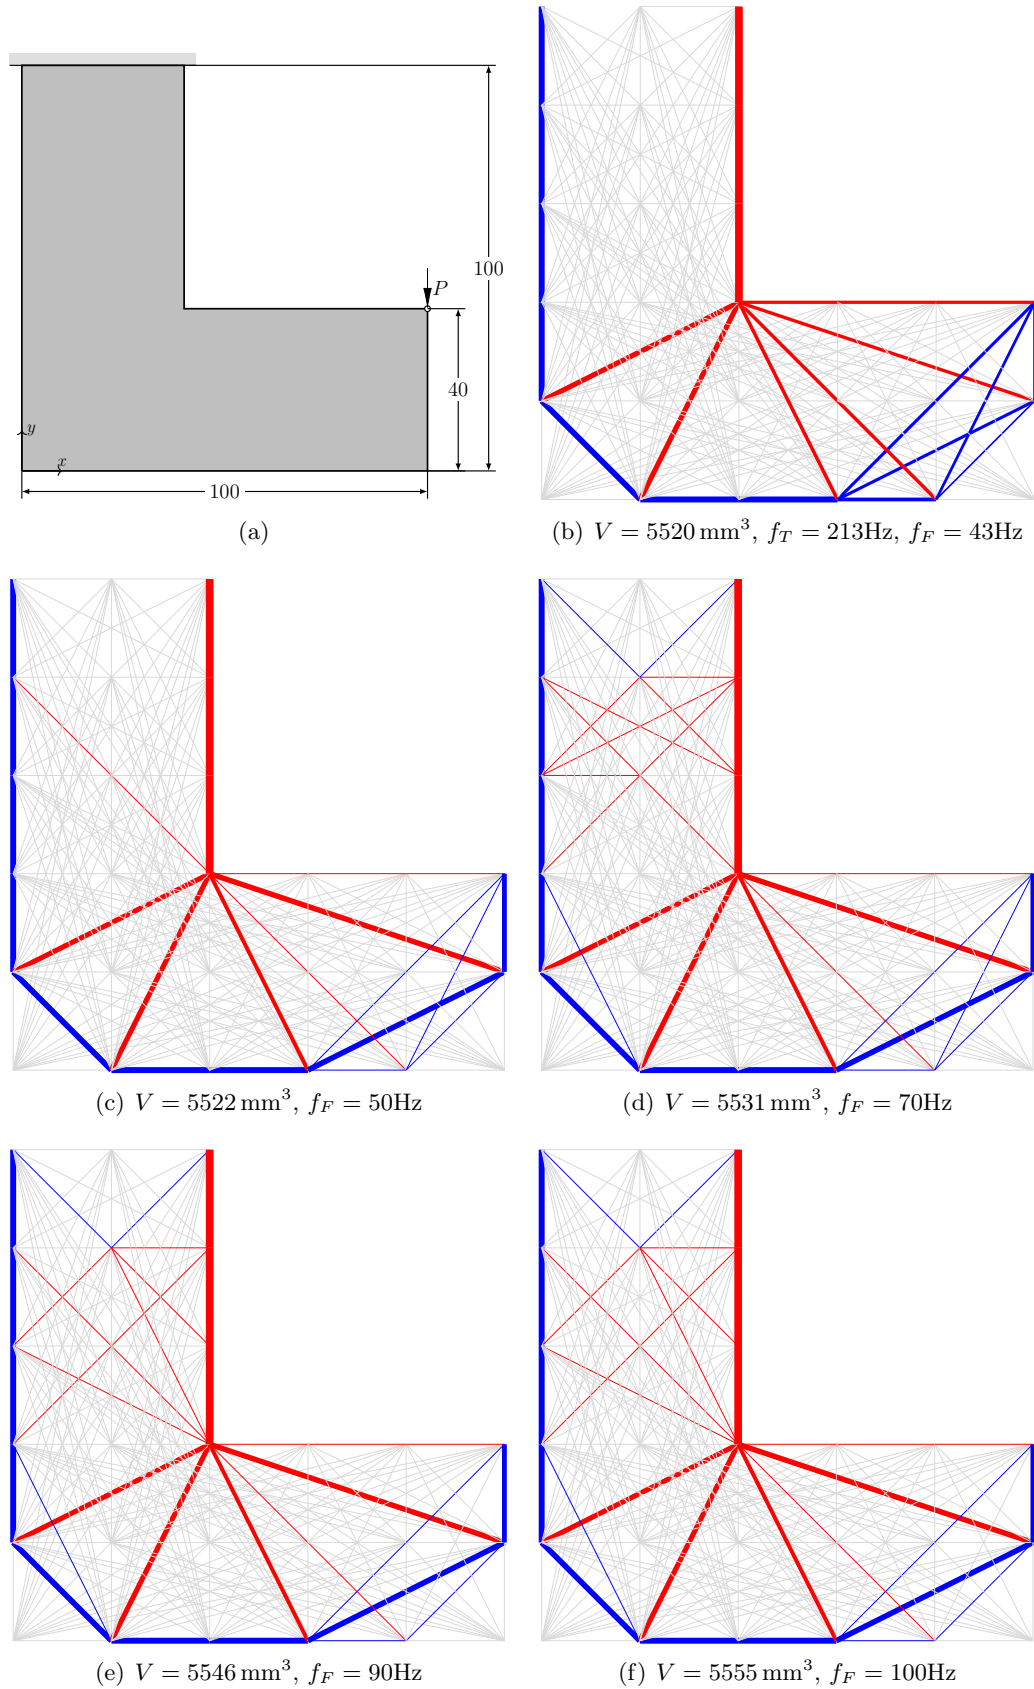 P
100
40
y
x
100
(a)
(b) V = 5520 mm³, f_T = 213Hz, f_F = 43Hz
(c) V = 5522 mm³, f_F = 50Hz
(d) V = 5531 mm³, f_F = 70Hz
(e) V = 5546 mm³, f_F = 90Hz
(f) V = 5555 mm³, f_F = 100Hz